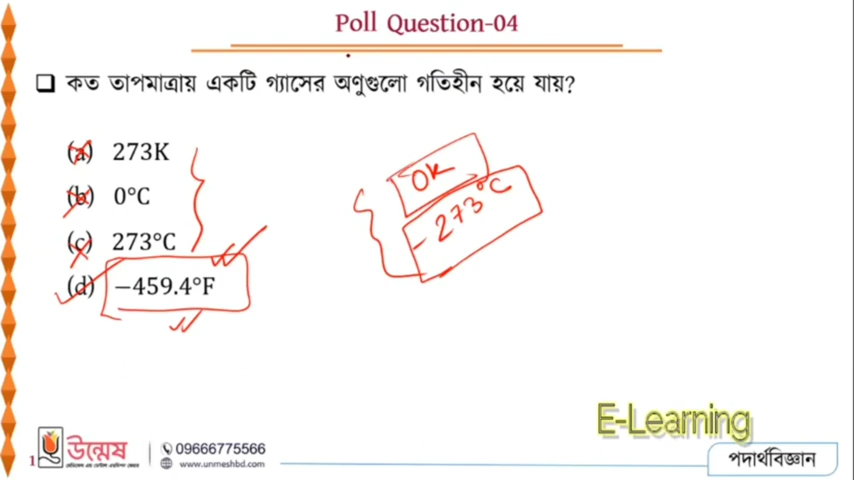 Poll Question-04
❑ কত তাপমাত্রায় একটি গ্যাসের অণুগুলো গতিহীন হয়ে যায়?
(a) 273K
(b) 0°C
(c) 273°C
(d) −459.4°F
0K
-273°C
E-Learning
উন্মেষ
09666775566
www.unmeshbd.com
1
পদার্থবিজ্ঞান